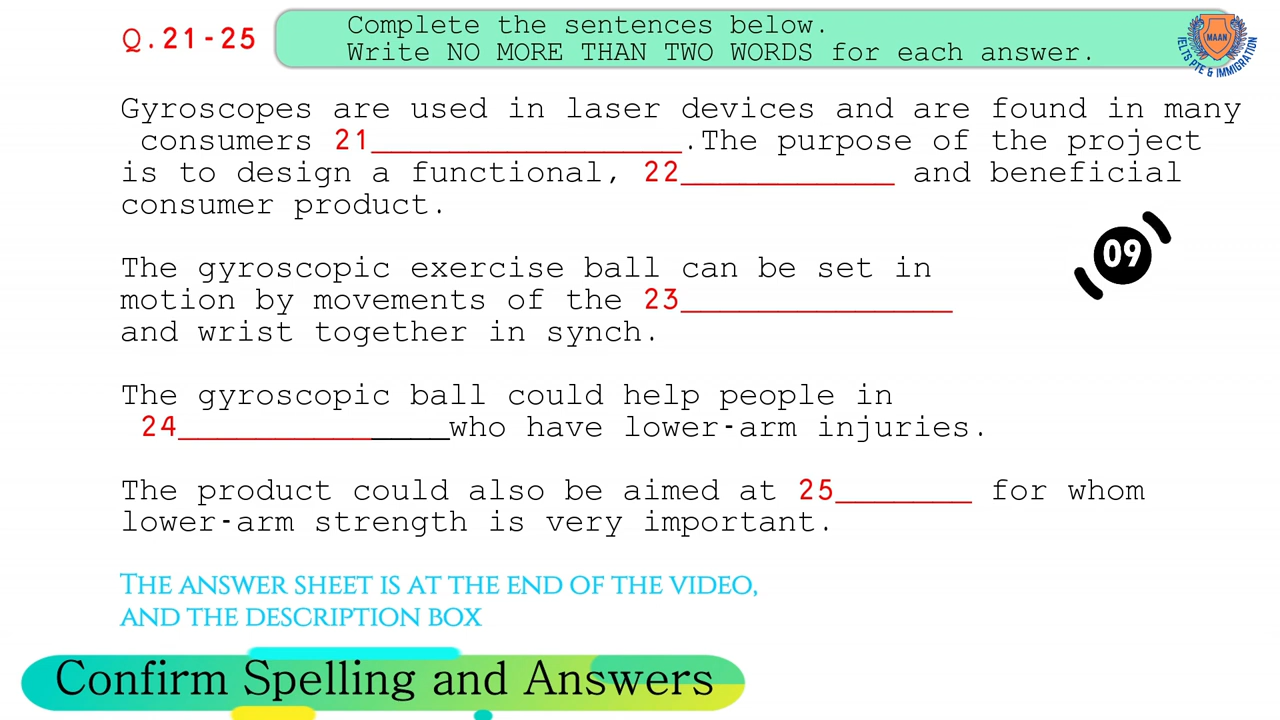 Q.21-25
Complete the sentences below.
Write NO MORE THAN TWO WORDS for each answer.
MAAN
IELTS PTE & IMMIGRATION
Gyroscopes are used in laser devices and are found in many
consumers 21________________.The purpose of the project
is to design a functional, 22___________ and beneficial
consumer product.
09
The gyroscopic exercise ball can be set in
motion by movements of the 23______________
and wrist together in synch.
The gyroscopic ball could help people in
24______________who have lower-arm injuries.
The product could also be aimed at 25_______ for whom
lower-arm strength is very important.
THE ANSWER SHEET IS AT THE END OF THE VIDEO,
AND THE DESCRIPTION BOX
Confirm Spelling and Answers